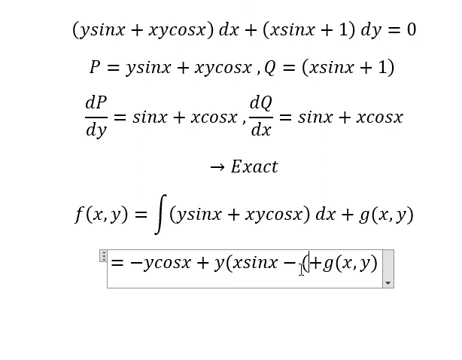 (ysinx + xycosx) dx + (xsinx + 1) dy = 0
P = ysinx + xycosx , Q = (xsinx + 1)
dP/dy = sinx + xcosx , dQ/dx = sinx + xcosx
→ Exact
f(x, y) = ∫(ysinx + xycosx) dx + g(x, y)
= −ycosx + y(xsinx − (+g(x, y)